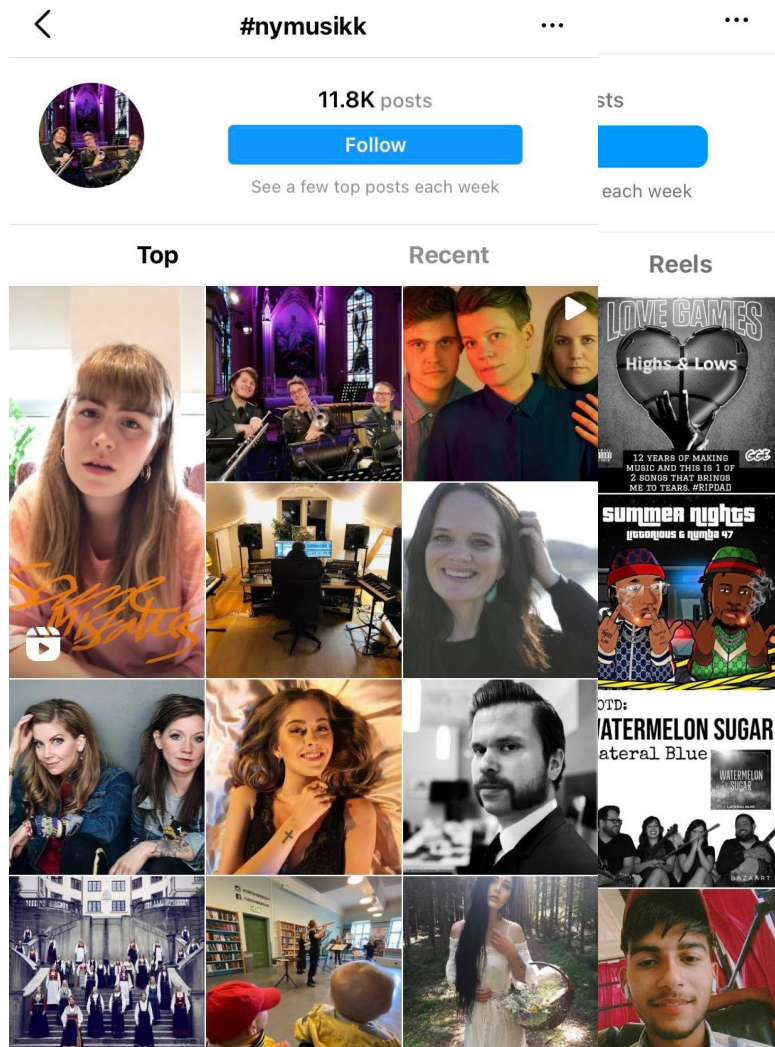 #nymusikk
11.8K posts
sts
Follow
See a few top posts each week
each week
Top
Recent
Reels
LOVE GAMES
Highs & Lows
12 YEARS OF MAKING
MUSIC AND THIS IS 1 OF
2 SONGS THAT BRINGS
ME TO TEARS. #RIPDAD
summer nights
littorious & numba 47
OTD:
WATERMELON SUGAR
ateral Blue
WATERMELON
SUGAR
BAZAART